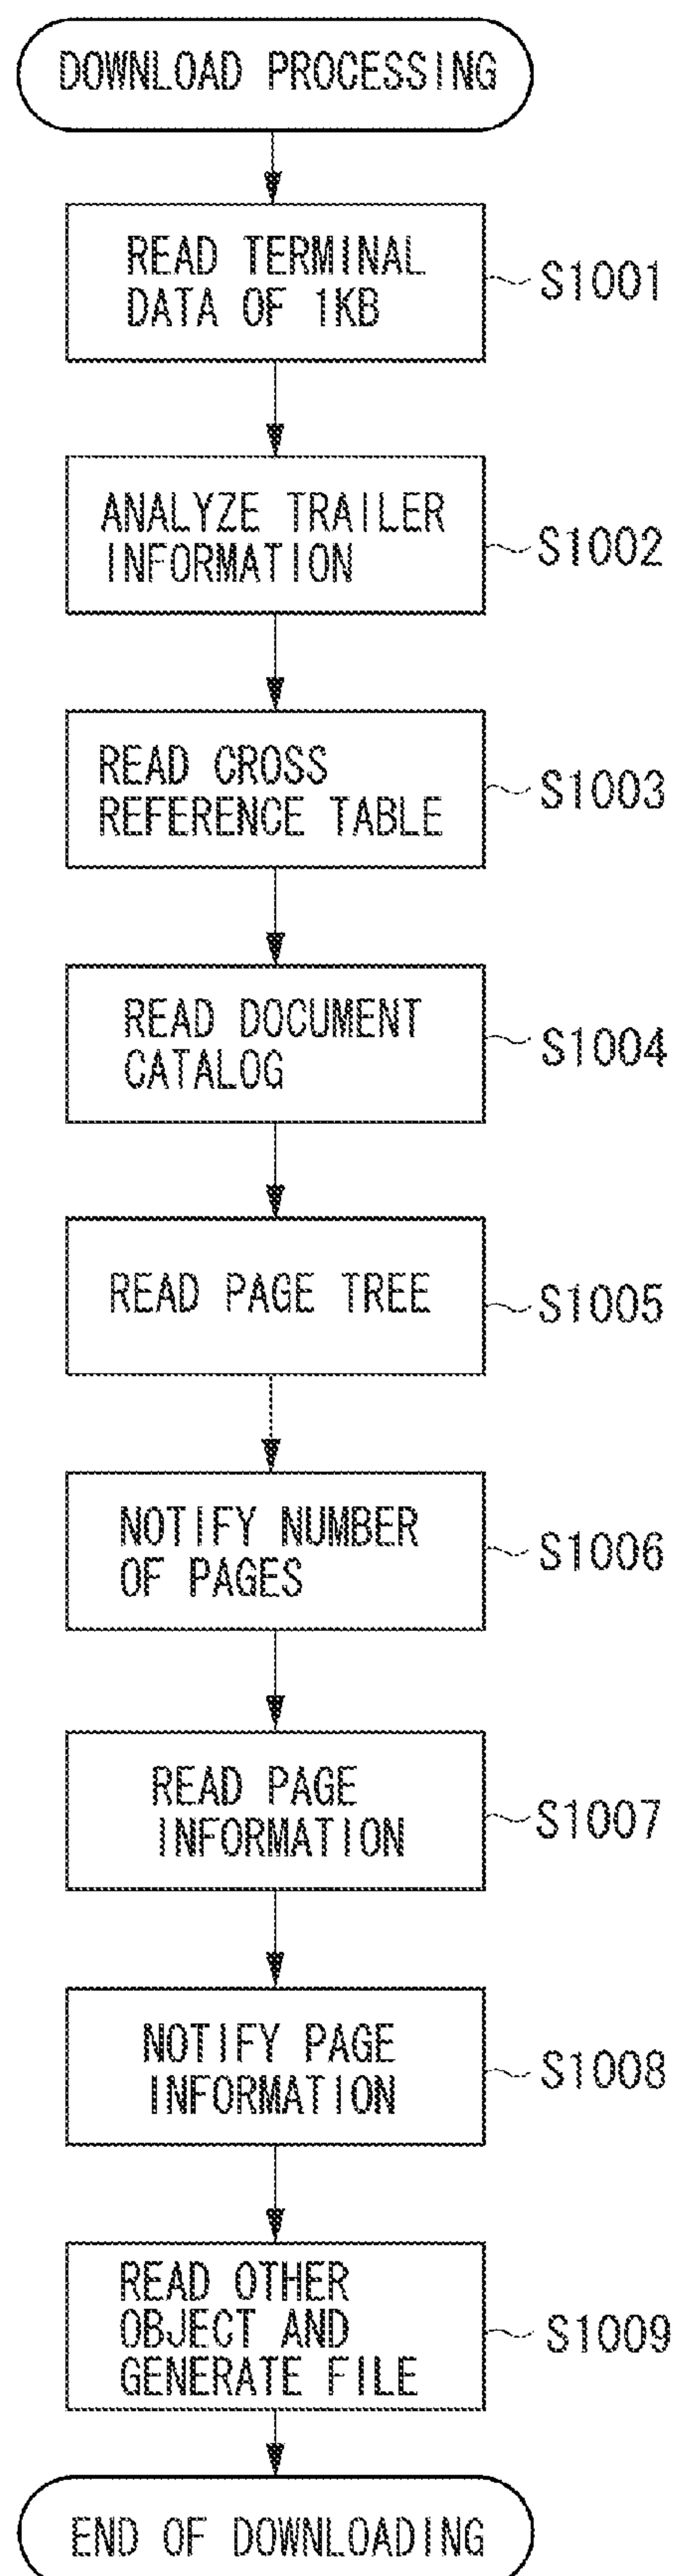 DOWNLOAD PROCESSING
READ TERMINAL
DATA OF 1KB
S1001
ANALYZE TRAILER
INFORMATION
S1002
READ CROSS
REFERENCE TABLE
S1003
READ DOCUMENT
CATALOG
S1004
READ PAGE TREE
S1005
NOTIFY NUMBER
OF PAGES
S1006
READ PAGE
INFORMATION
S1007
NOTIFY PAGE
INFORMATION
S1008
READ OTHER
OBJECT AND
GENERATE FILE
S1009
END OF DOWNLOADING